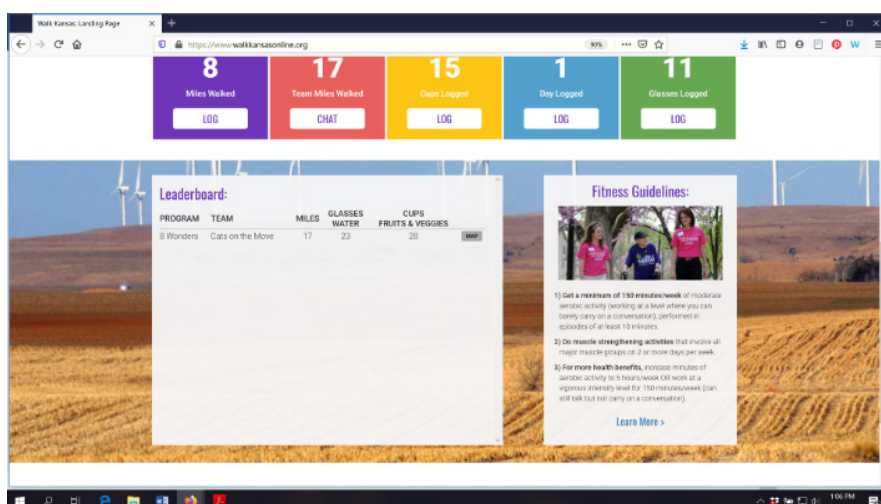 Walk Kansas: Landing Page
https://www.walkkansasonline.org
90%
8
Miles Walked
LOG
17
Team Miles Walked
CHAT
15
Cups Logged
LOG
1
Day Logged
LOG
11
Glasses Logged
LOG
Leaderboard:
PROGRAM TEAM MILES GLASSES WATER CUPS FRUITS & VEGGIES
8 Wonders Cats on the Move 17 23 28 MAP
Fitness Guidelines:
1) Get a minimum of 150 minutes/week of moderate
aerobic activity (working at a level where you can
barely carry on a conversation), performed in
episodes of at least 10 minutes.
2) Do muscle strengthening activities that involve all
major muscle groups on 2 or more days per week.
3) For more health benefits, increase minutes of
aerobic activity to 5 hours/week OR work at a
vigorous intensity level for 150 minutes/week (can
still talk but not carry on a conversation).
Learn More >
1:06 PM